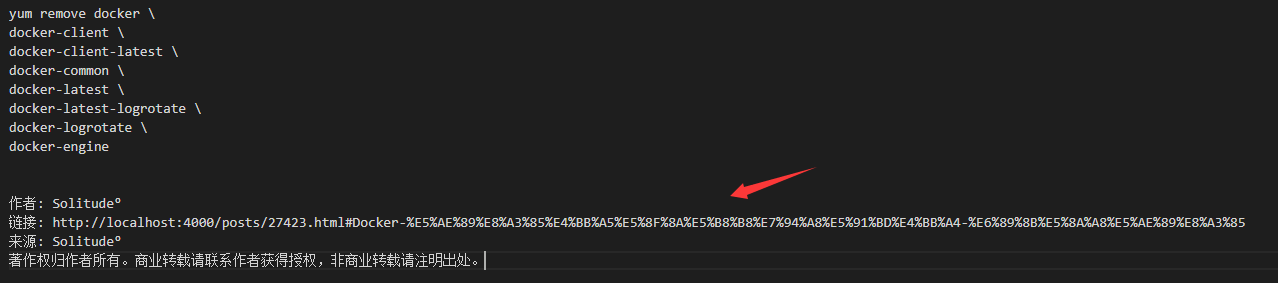 yum remove docker \
docker-client \
docker-client-latest \
docker-common \
docker-latest \
docker-latest-logrotate \
docker-logrotate \
docker-engine
作者: Solitude°
链接: http://localhost:4000/posts/27423.html#Docker-%E5%AE%89%E8%A3%85%E4%BB%A5%E5%8F%8A%E5%B8%B8%E7%94%A8%E5%91%BD%E4%BB%A4-%E6%89%8B%E5%8A%A8%E5%AE%89%E8%A3%85
来源: Solitude°
著作权归作者所有。商业转载请联系作者获得授权，非商业转载请注明出处。